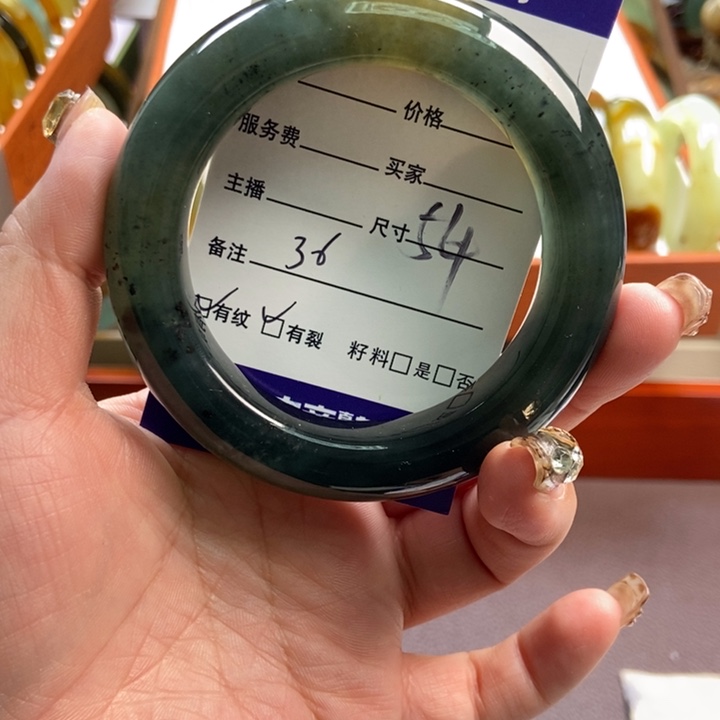 价格
服务费 买家
主播 尺寸 54
备注 36
有纹 有裂 籽料 是 否